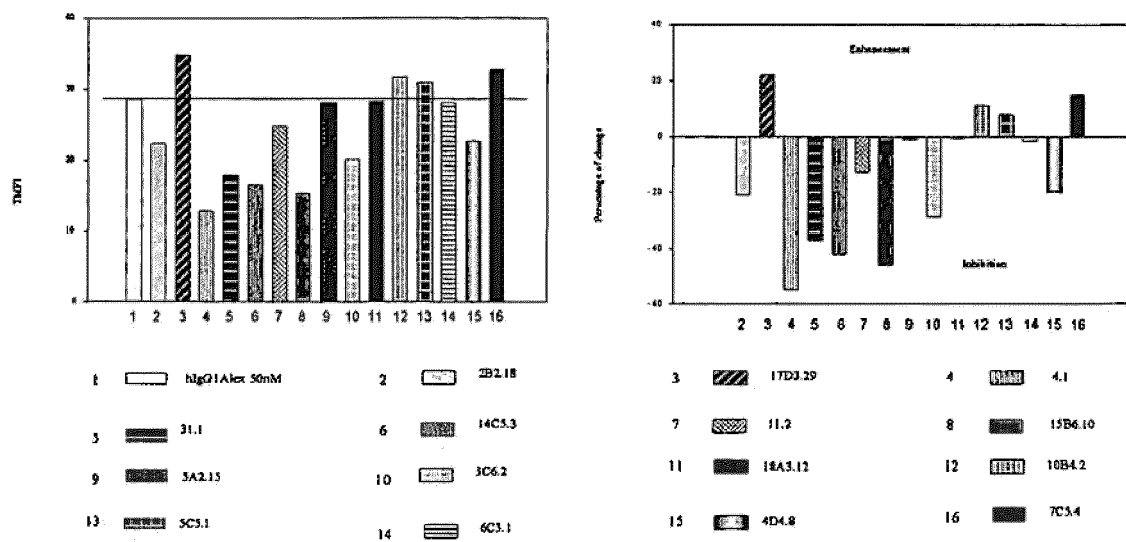 40
40
30
20
20
0
Enhancement
-20
10
-40
Inhibition
0
-60
TMFI
Percentage of change
1 2 3 4 5 6 7 8 9 10 11 12 13 14 15 16
2 3 4 5 6 7 8 9 10 11 12 13 14 15 16
1 hIgG1Alex 50nM
2 2B2.18
3 17D3.29
4 4.1
5 31.1
6 14C5.3
7 51.2
8 15B6.10
9 5A2.15
10 3C6.2
11 18A3.12
12 10B4.2
13 5C5.1
14 6C3.1
15 4D4.8
16 7C5.4